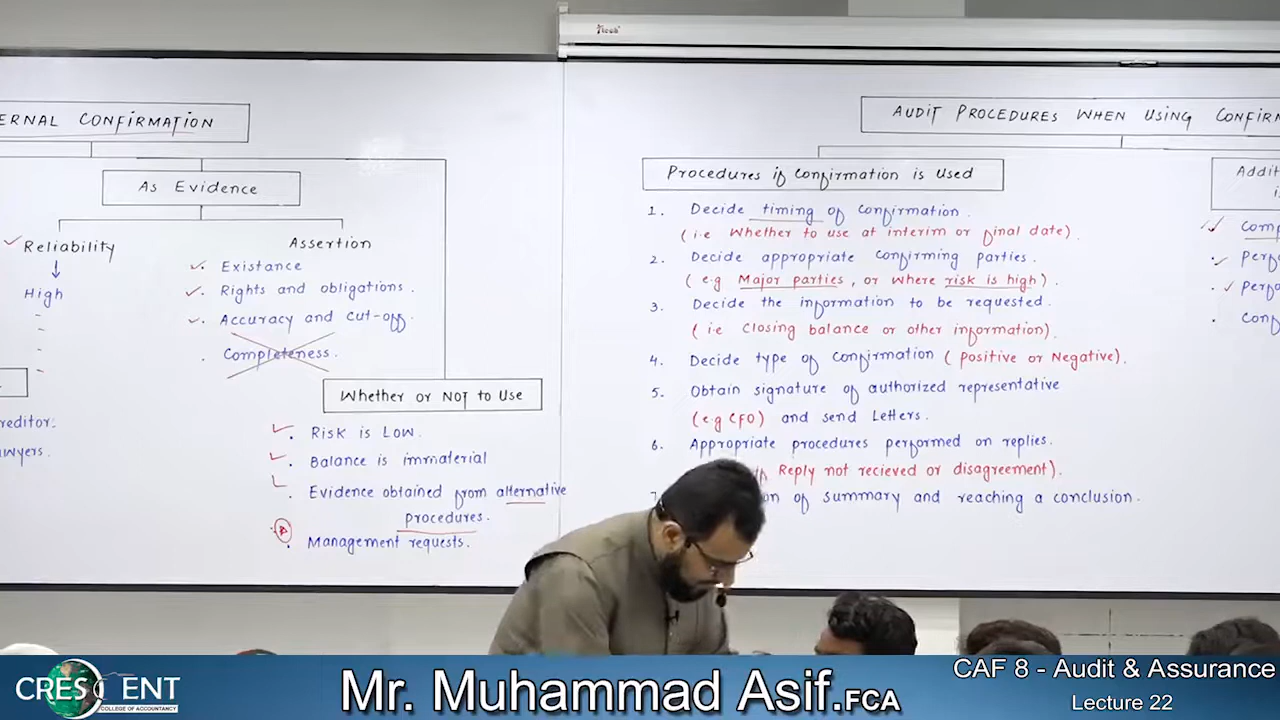 ERNAL CONFIRMATION
As Evidence
Reliability
High
Assertion
Existance
Rights and obligations.
Accuracy and cut-off.
Completeness.
reditor:
wyers.
Whether or NOT to Use
Risk is Low.
Balance is immaterial
Evidence obtained from alternative
procedures.
Management requests.
AUDIT PROCEDURES WHEN USING CONFIRM
Procedures if confirmation is Used
1. Decide timing of confirmation.
(i.e Whether to use at interim or final date).
2. Decide appropriate confirming parties.
(e.g Major parties, or where risk is high).
3. Decide the information to be requested.
(i.e closing balance or other information).
4. Decide type of confirmation (positive or Negative).
5. Obtain signature of authorized representative
(e.g CFO) and send Letters.
6. Appropriate procedures performed on replies.
Reply not recieved or disagreement).
7 on of summary and reaching a conclusion.
Addit
Comp
Perfo
Perfo
Conf
CRESCENT
COLLEGE OF ACCOUNTANCY
Mr. Muhammad Asif.FCA
CAF 8 - Audit & Assurance
Lecture 22